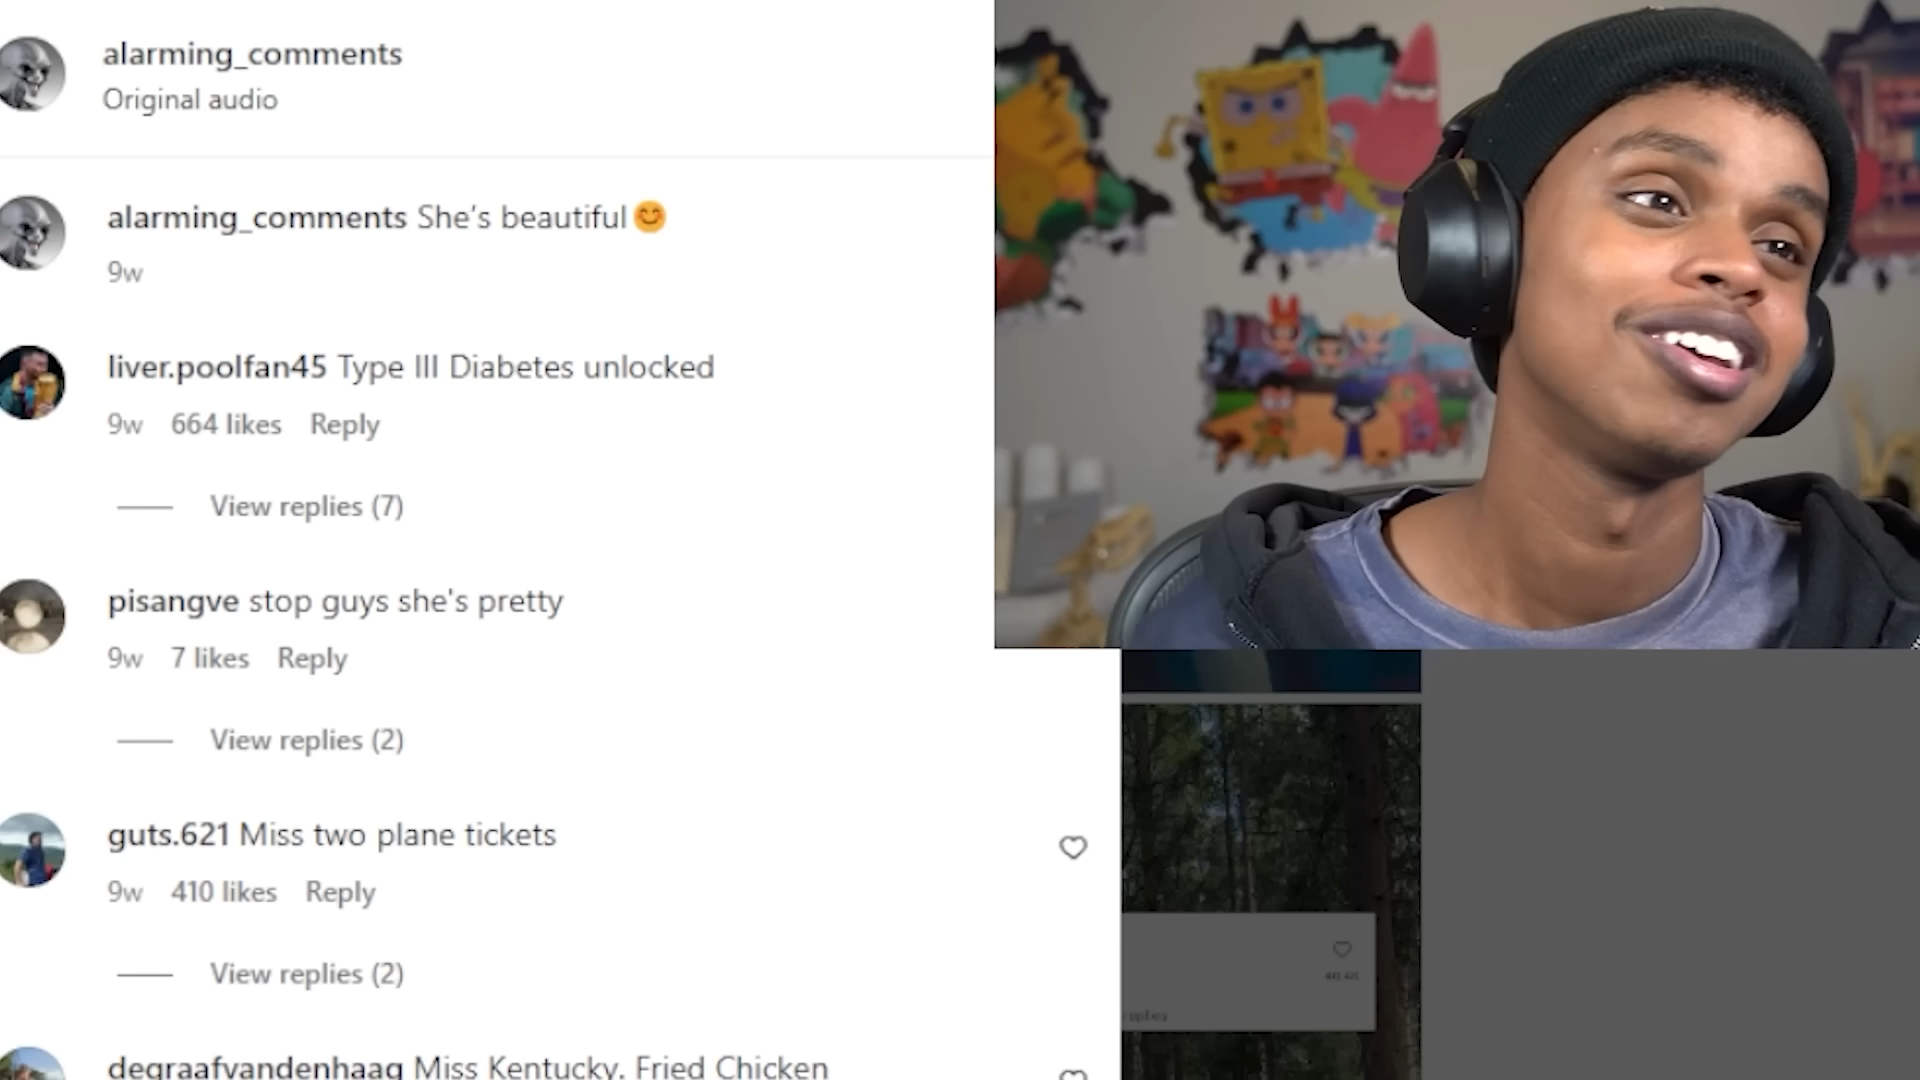 alarming_comments
Original audio
alarming_comments She's beautiful😊
9w
liver.poolfan45 Type III Diabetes unlocked
9w 664 likes Reply
View replies (7)
pisangve stop guys she's pretty
9w 7 likes Reply
View replies (2)
guts.621 Miss two plane tickets
9w 410 likes Reply
View replies (2)
degraafvandenhaag Miss Kentucky. Fried Chicken
replies